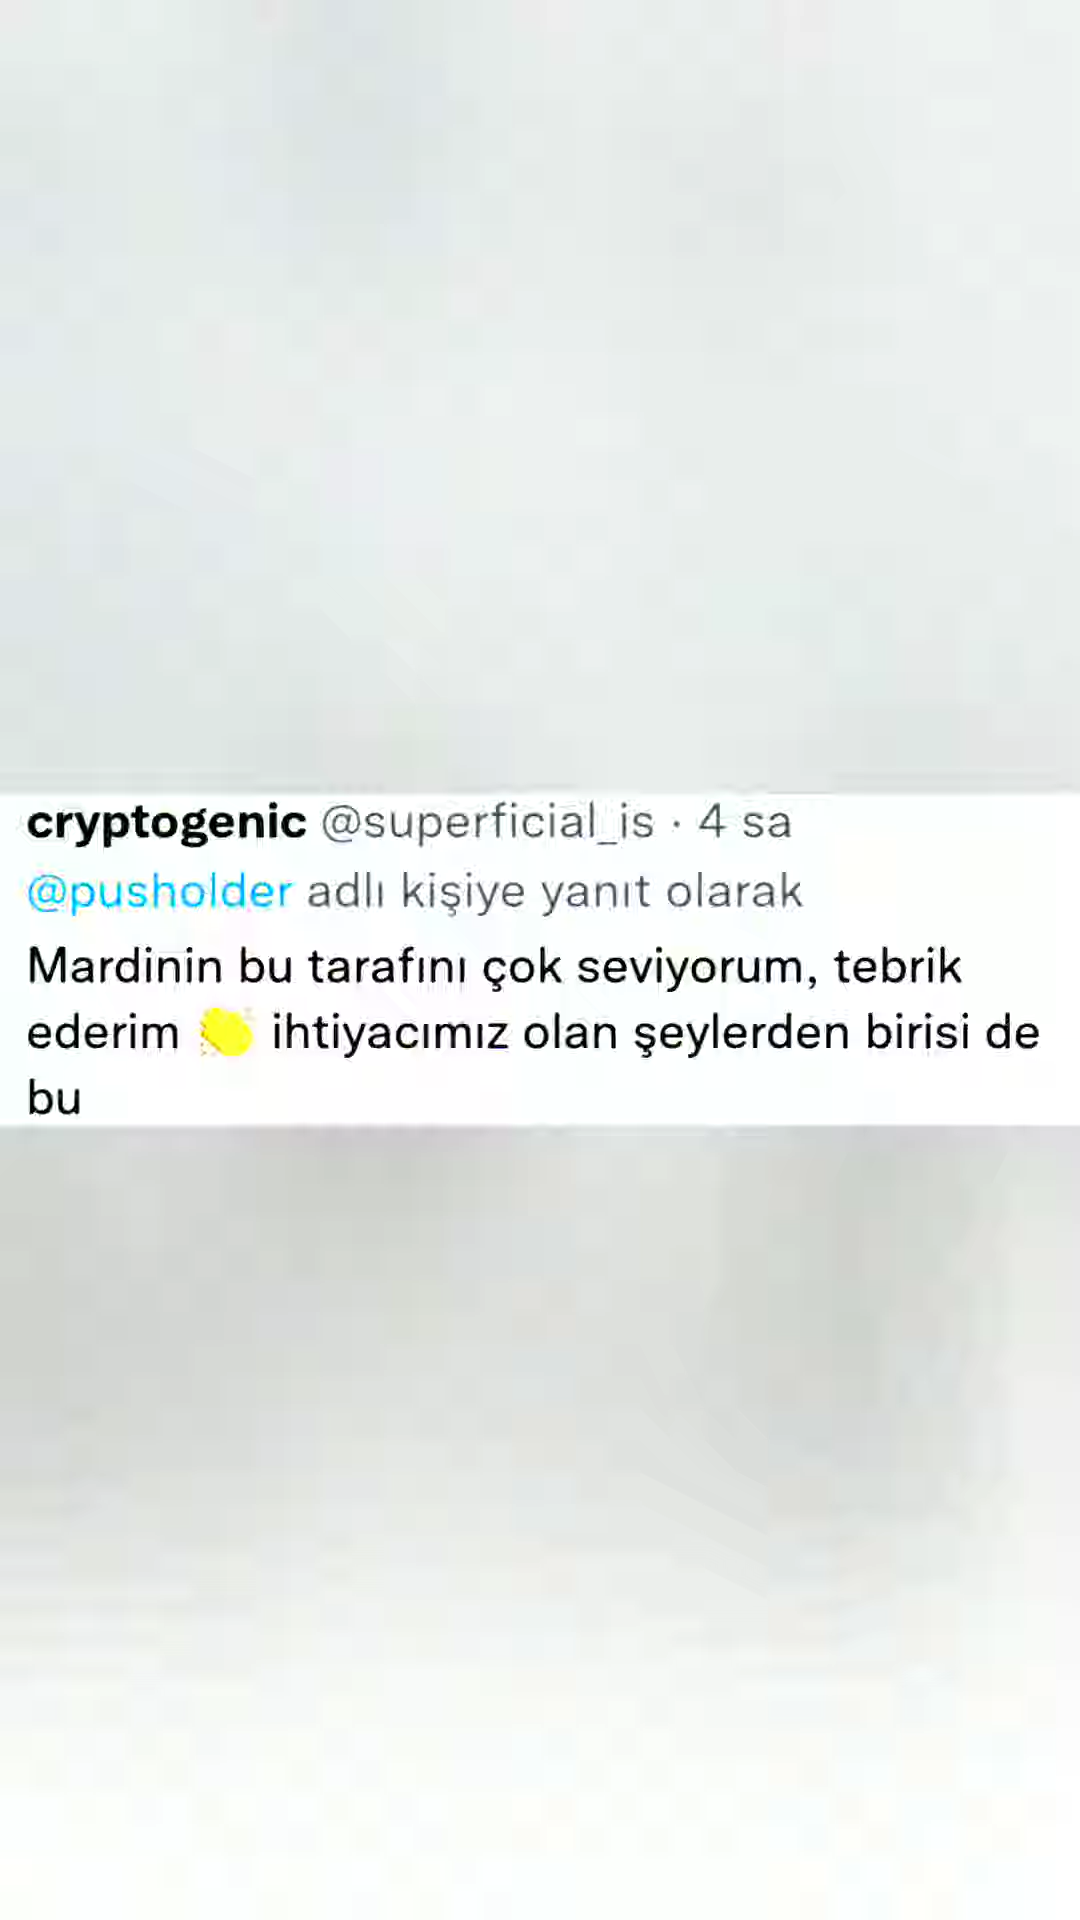 cryptogenic @superficial_is · 4 sa
@pusholder adlı kişiye yanıt olarak
Mardinin bu tarafını çok seviyorum, tebrik
ederim 👏 ihtiyacımız olan şeylerden birisi de
bu